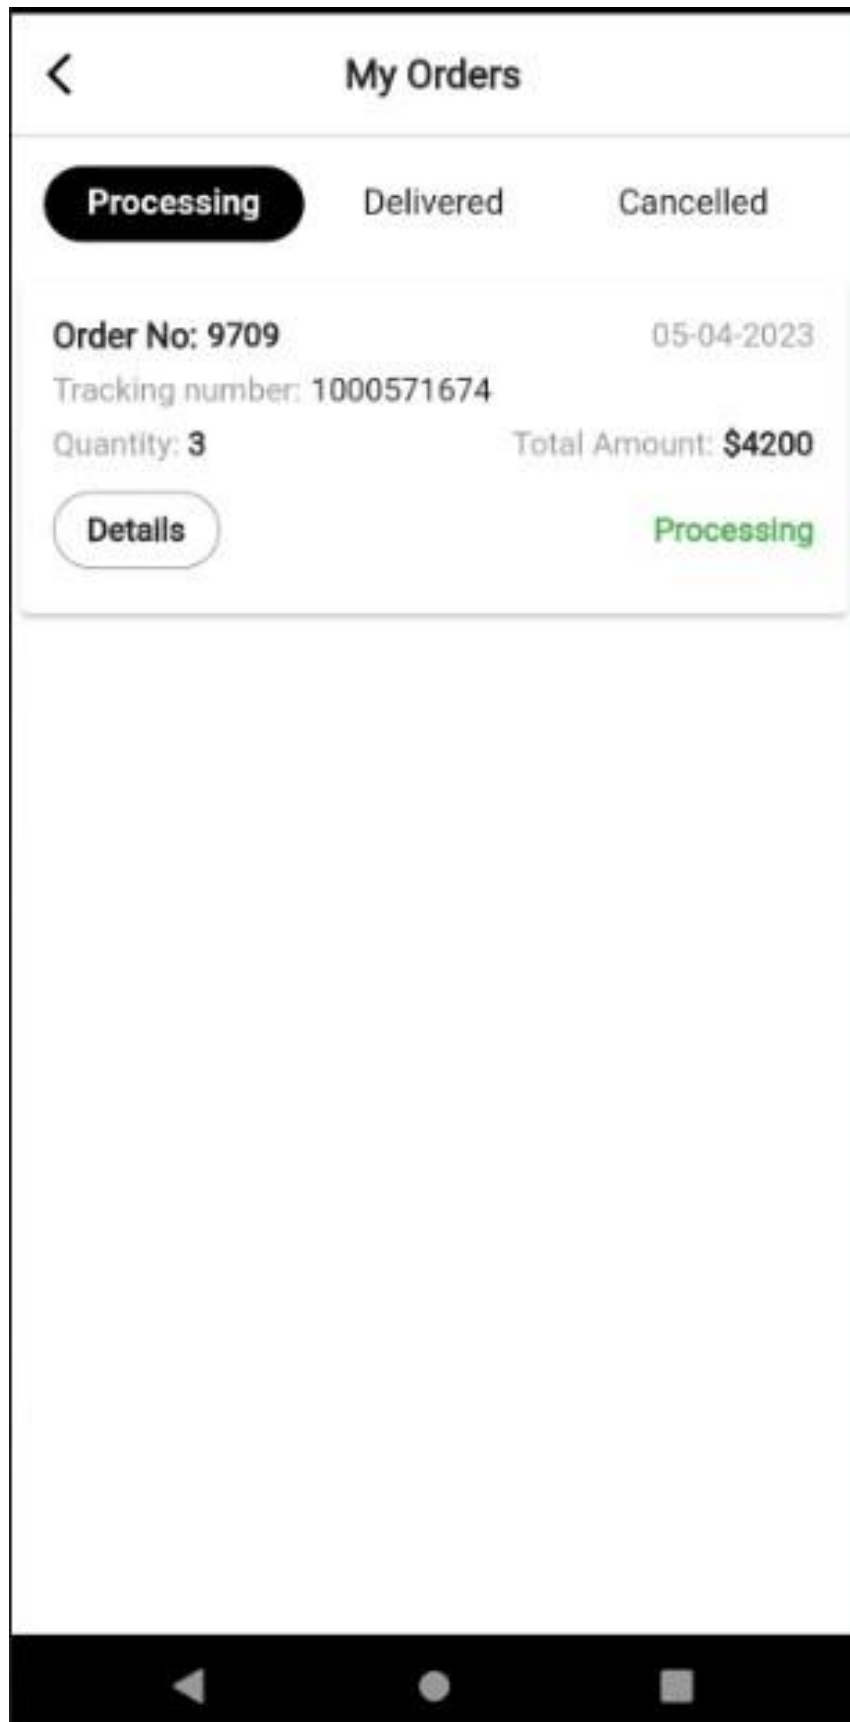 My Orders
Processing Delivered Cancelled
Order No: 9709 05-04-2023
Tracking number: 1000571674
Quantity: 3 Total Amount: $4200
Details Processing